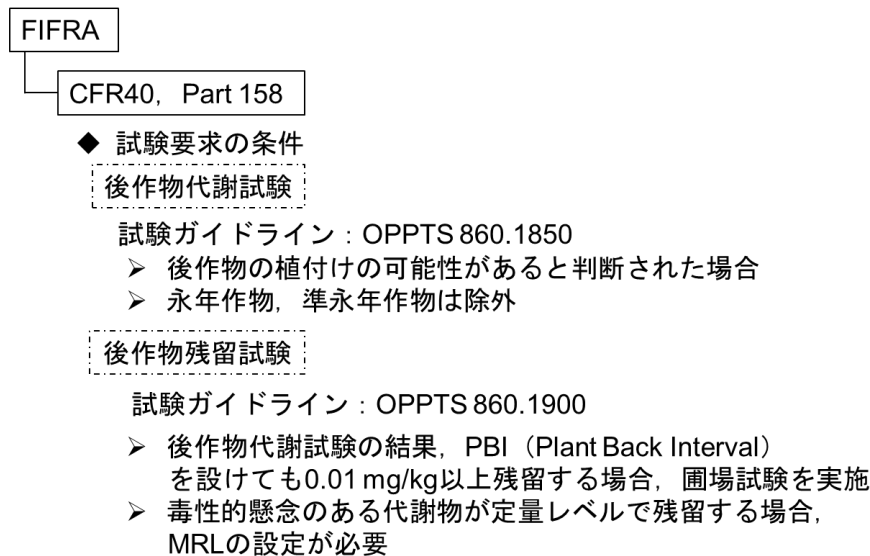 FIFRA
CFR40, Part 158
◆ 試験要求の条件
後作物代謝試験
試験ガイドライン：OPPTS 860.1850
➢ 後作物の植付けの可能性があると判断された場合
➢ 永年作物，準永年作物は除外
後作物残留試験
試験ガイドライン：OPPTS 860.1900
➢ 後作物代謝試験の結果，PBI（Plant Back Interval）
を設けても0.01 mg/kg以上残留する場合，圃場試験を実施
➢ 毒性的懸念のある代謝物が定量レベルで残留する場合，
MRLの設定が必要